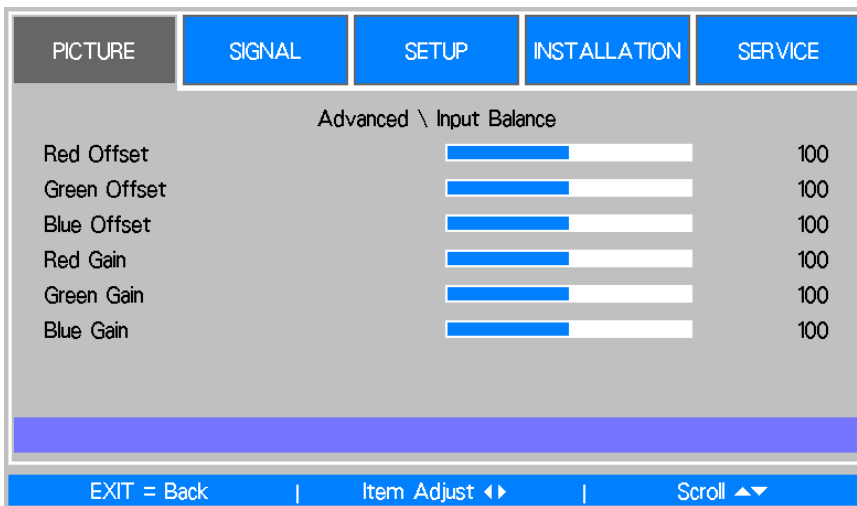 PICTURE SIGNAL SETUP INSTALLATION SERVICE
Advanced \ Input Balance
Red Offset 100
Green Offset 100
Blue Offset 100
Red Gain 100
Green Gain 100
Blue Gain 100
EXIT = Back | Item Adjust ◀▶ | Scroll ▲▼